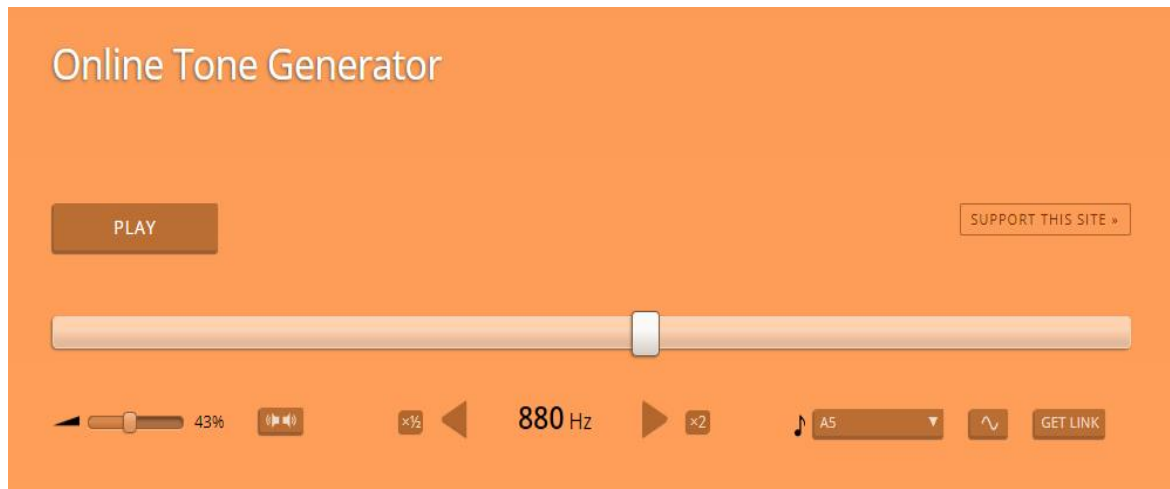 Online Tone Generator
PLAY
SUPPORT THIS SITE »
43% ×½ 880 Hz ×2 A5 GET LINK